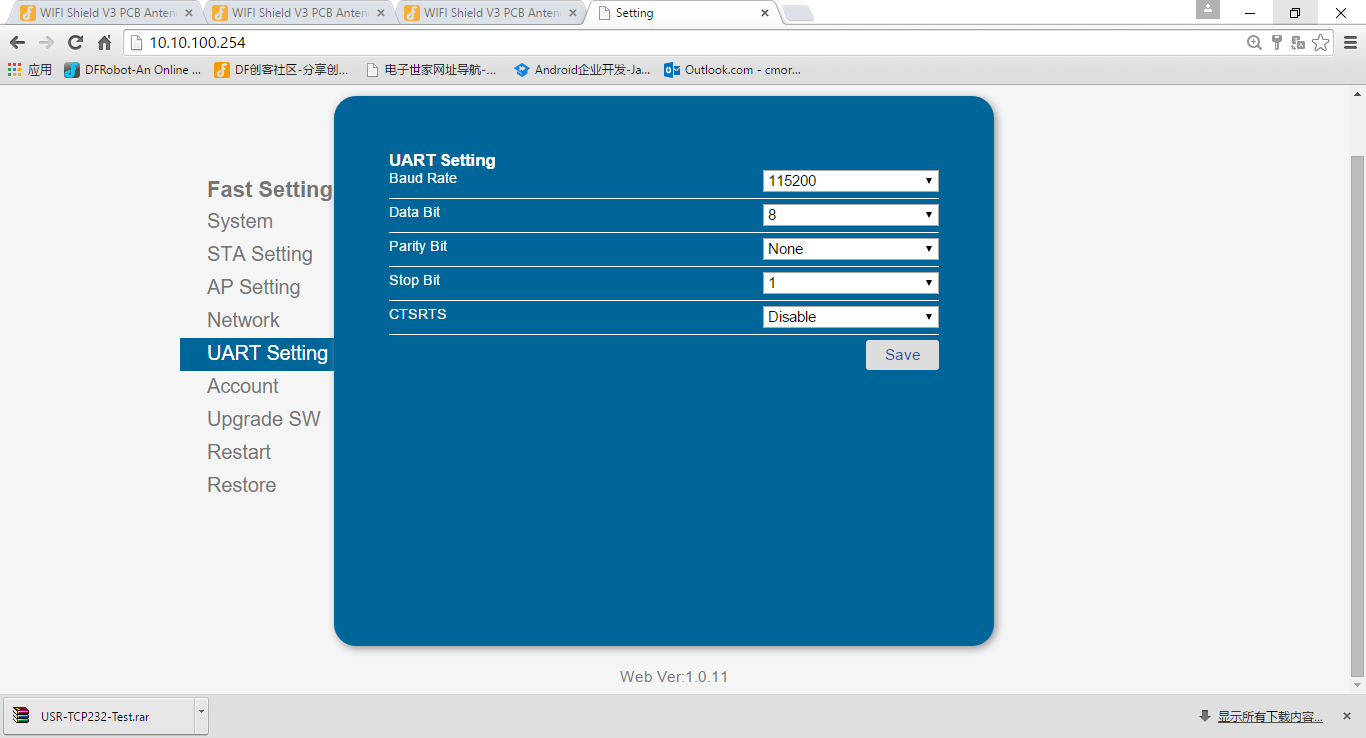 WIFI Shield V3 PCB Anten
WIFI Shield V3 PCB Anten
WIFI Shield V3 PCB Anten
Setting
10.10.100.254
应用
DFRobot-An Online ...
DF创客社区-分享创...
电子世家网址导航-...
Android企业开发-Ja...
Outlook.com - cmor...
Fast Setting
System
STA Setting
AP Setting
Network
UART Setting
Account
Upgrade SW
Restart
Restore
UART Setting
Baud Rate 115200
Data Bit 8
Parity Bit None
Stop Bit 1
CTSRTS Disable
Save
Web Ver:1.0.11
USR-TCP232-Test.rar
显示所有下载内容...